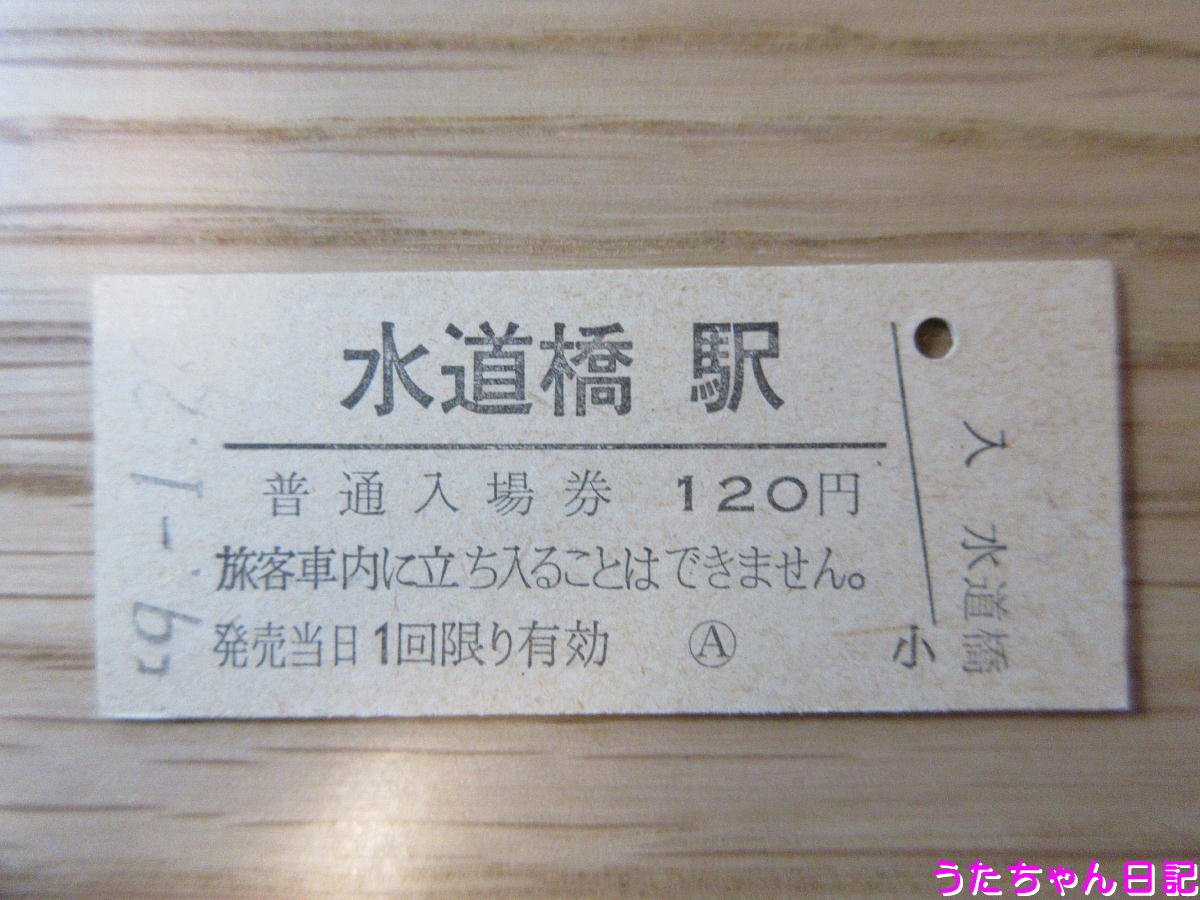 水道橋 駅
普通入場券 120円
旅客車内に立ち入ることはできません。
発売当日1回限り有効 Ⓐ
小
入 水道橋
うたちゃん日記